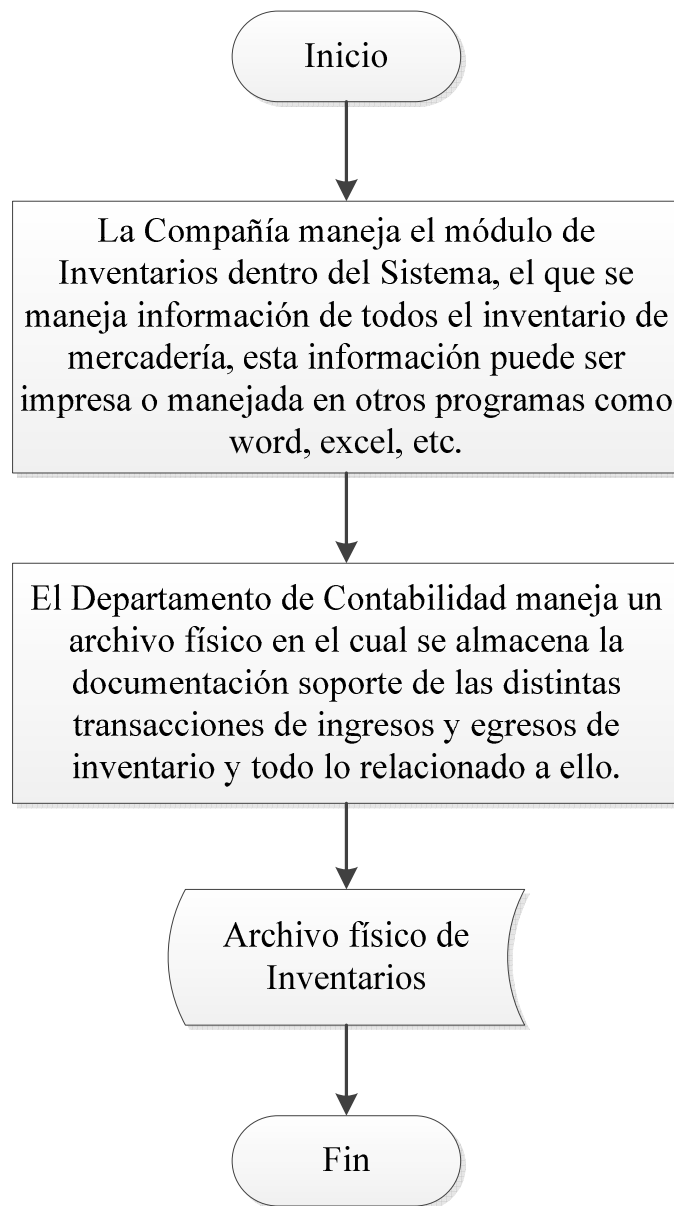 Inicio
La Compañía maneja el módulo de
Inventarios dentro del Sistema, el que se
maneja información de todos el inventario de
mercadería, esta información puede ser
impresa o manejada en otros programas como
word, excel, etc.
El Departamento de Contabilidad maneja un
archivo físico en el cual se almacena la
documentación soporte de las distintas
transacciones de ingresos y egresos de
inventario y todo lo relacionado a ello.
Archivo físico de
Inventarios
Fin